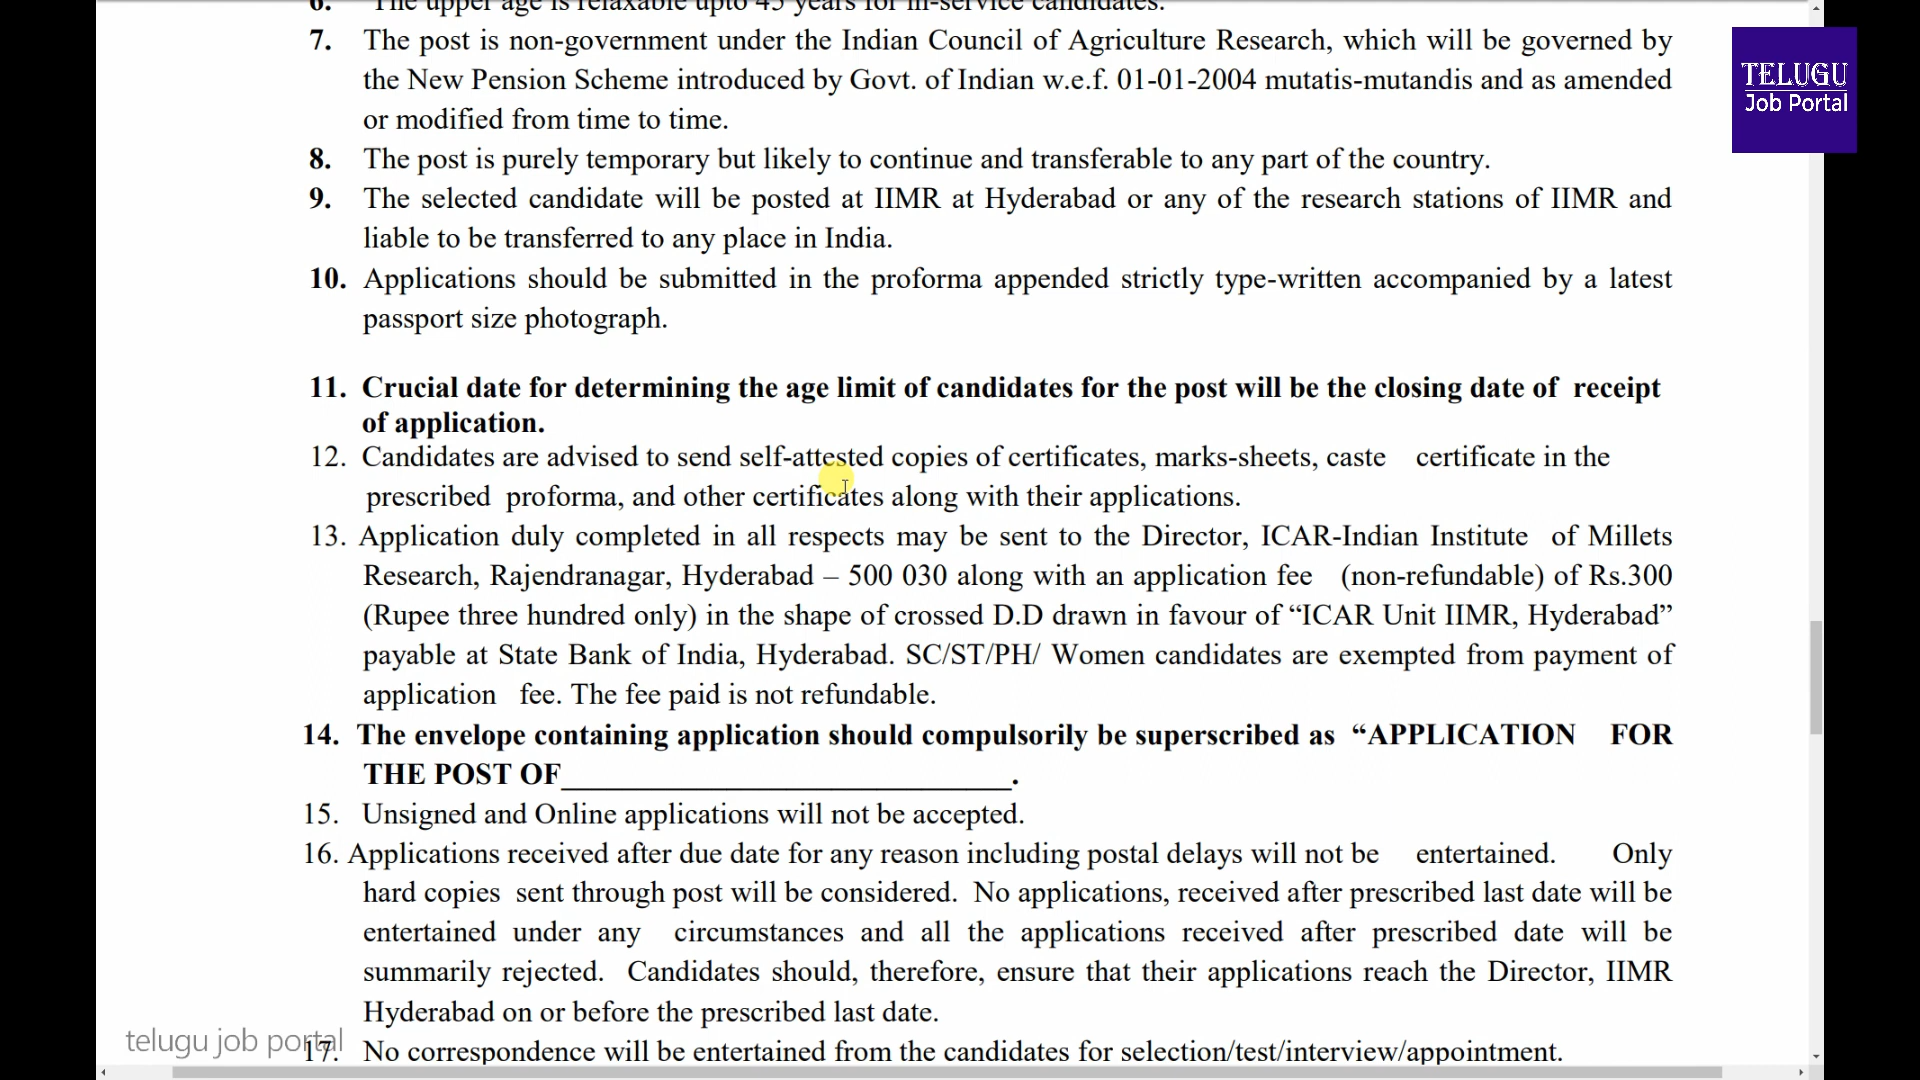 6. The upper age is relaxable upto 45 years for in-service candidates.
7. The post is non-government under the Indian Council of Agriculture Research, which will be governed by
the New Pension Scheme introduced by Govt. of Indian w.e.f. 01-01-2004 mutatis-mutandis and as amended
or modified from time to time.
8. The post is purely temporary but likely to continue and transferable to any part of the country.
9. The selected candidate will be posted at IIMR at Hyderabad or any of the research stations of IIMR and
liable to be transferred to any place in India.
10. Applications should be submitted in the proforma appended strictly type-written accompanied by a latest
passport size photograph.
11. Crucial date for determining the age limit of candidates for the post will be the closing date of receipt
of application.
12. Candidates are advised to send self-attested copies of certificates, marks-sheets, caste certificate in the
prescribed proforma, and other certificates along with their applications.
13. Application duly completed in all respects may be sent to the Director, ICAR-Indian Institute of Millets
Research, Rajendranagar, Hyderabad – 500 030 along with an application fee (non-refundable) of Rs.300
(Rupee three hundred only) in the shape of crossed D.D drawn in favour of “ICAR Unit IIMR, Hyderabad”
payable at State Bank of India, Hyderabad. SC/ST/PH/ Women candidates are exempted from payment of
application fee. The fee paid is not refundable.
14. The envelope containing application should compulsorily be superscribed as “APPLICATION FOR
THE POST OF______________________________.
15. Unsigned and Online applications will not be accepted.
16. Applications received after due date for any reason including postal delays will not be entertained. Only
hard copies sent through post will be considered. No applications, received after prescribed last date will be
entertained under any circumstances and all the applications received after prescribed date will be
summarily rejected. Candidates should, therefore, ensure that their applications reach the Director, IIMR
Hyderabad on or before the prescribed last date.
17. No correspondence will be entertained from the candidates for selection/test/interview/appointment.
TELUGU
Job Portal
telugu job portal